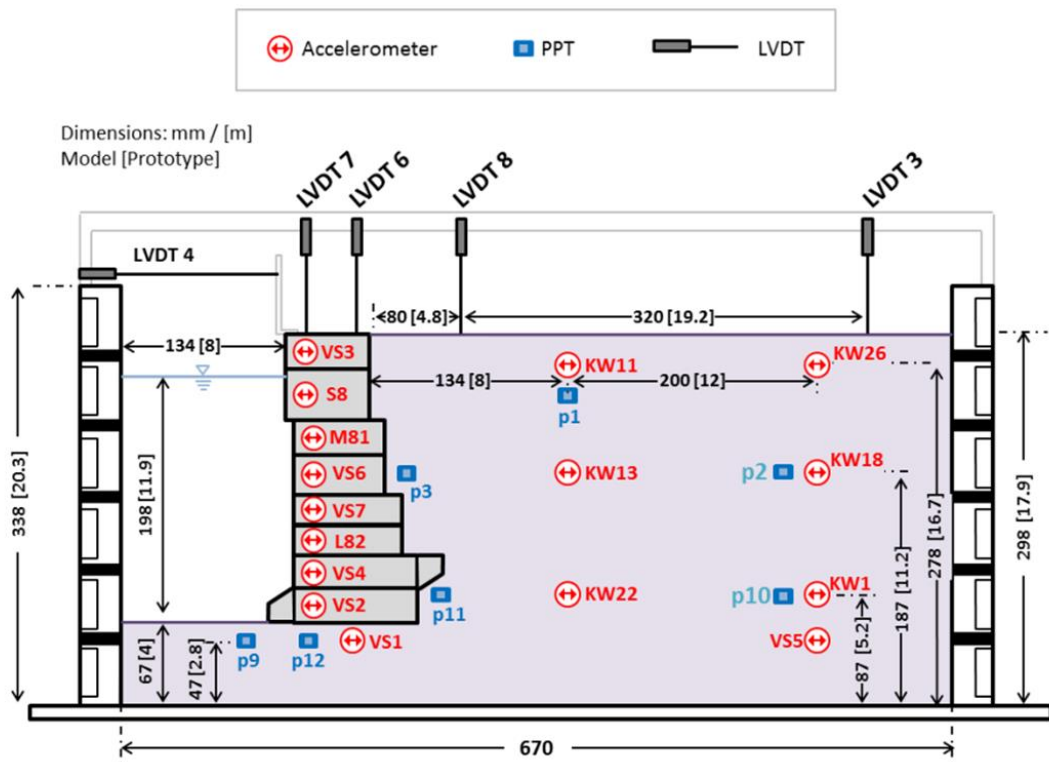 Accelerometer
PPT
LVDT
Dimensions: mm / [m]
Model [Prototype]
LVDT 7
LVDT 6
LVDT 8
LVDT 3
LVDT 4
80 [4.8]
320 [19.2]
134 [8]
VS3
KW11
KW26
134 [8]
200 [12]
S8
p1
M81
VS6
p3
KW13
p2
KW18
338 [20.3]
198 [11.9]
VS7
L82
VS4
VS2
p11
KW22
p10
KW1
278 [16.7]
187 [11.2]
298 [17.9]
p9
p12
VS1
VS5
67 [4]
47 [2.8]
87 [5.2]
670